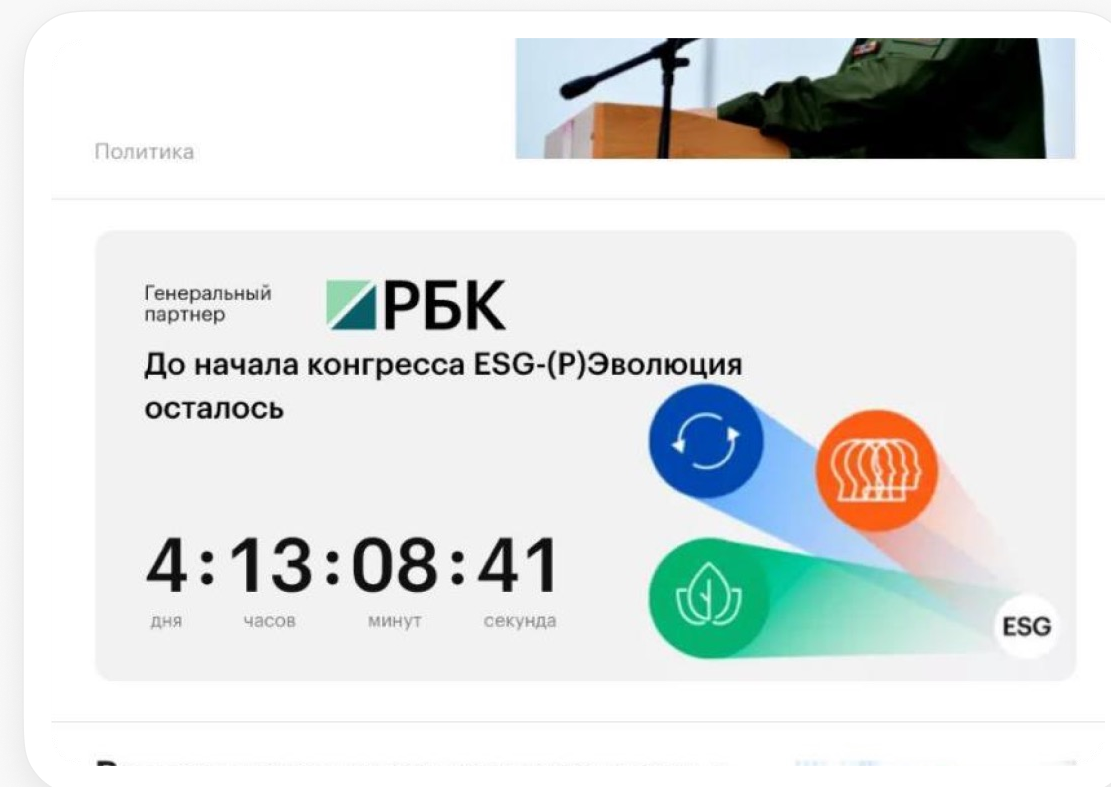 Политика
Генеральный
партнер
РБК
До начала конгресса ESG-(Р)Эволюция
осталось
4:13:08:41
дня часов минут секунда
ESG